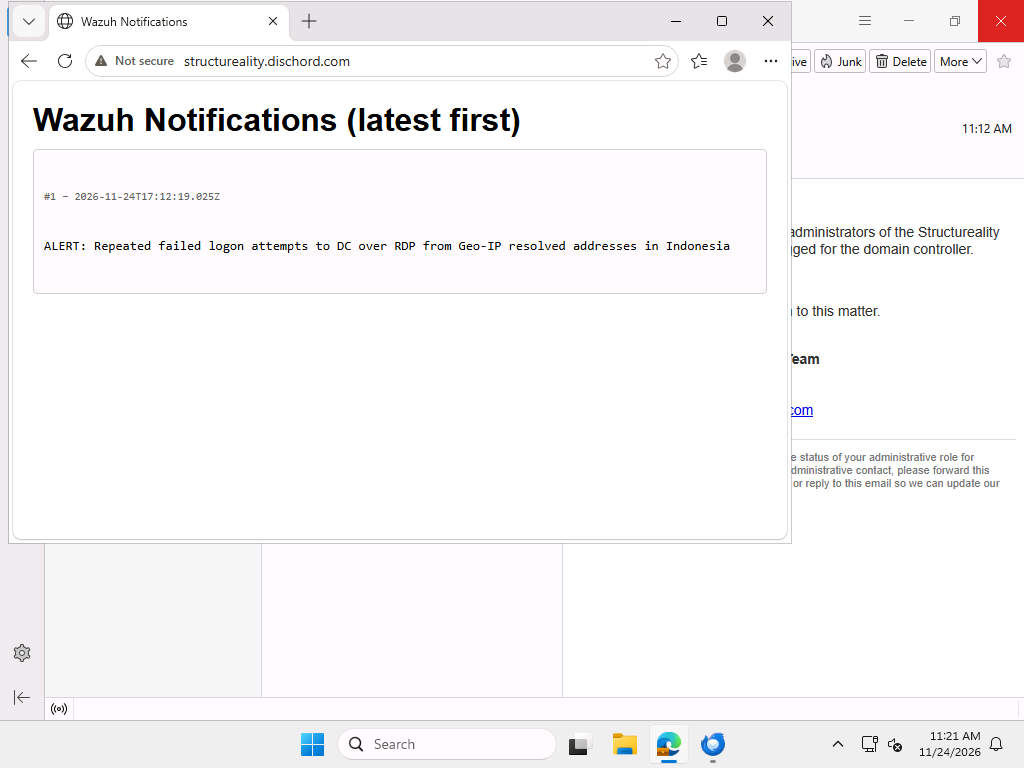 Wazuh Notifications
Not secure structureality.dischord.com
Wazuh Notifications (latest first)
#1 – 2026-11-24T17:12:19.025Z
ALERT: Repeated failed logon attempts to DC over RDP from Geo-IP resolved addresses in Indonesia
Junk
Delete
More
11:12 AM
administrators of the Structureality
for the domain controller.
to this matter.
Team
com
status of your administrative role for
administrative contact, please forward this
or reply to this email so we can update our
Search
11:21 AM
11/24/2026